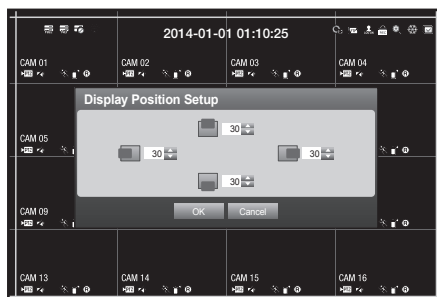 2014-01-01 01:10:25
CAM 01 CAM 02 CAM 03 CAM 04
Display Position Setup
30
CAM 05
30 30
30
CAM 09
OK Cancel
CAM 13 CAM 14 CAM 15 CAM 16